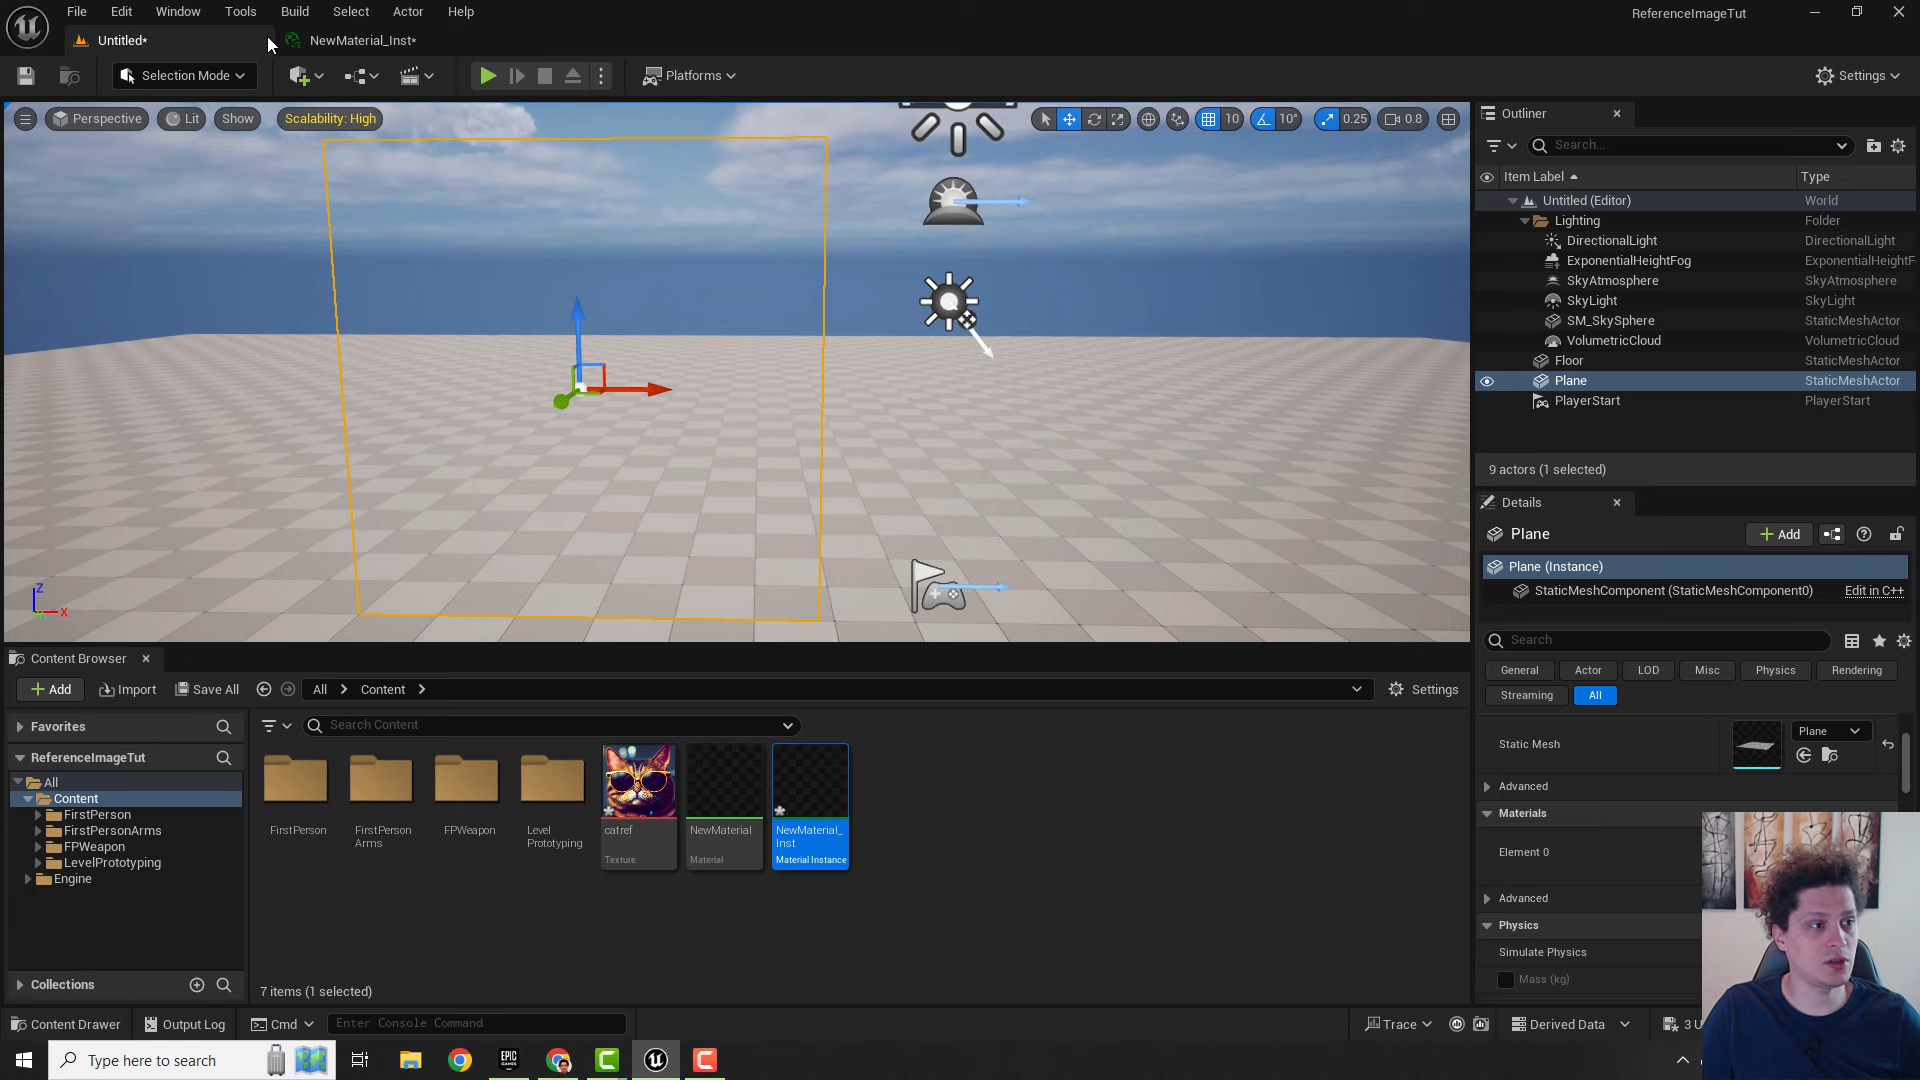 File Edit Window Tools Build Select Actor Help
ReferenceImageTut
Untitled*
NewMaterial_Inst*
Selection Mode
Platforms
Settings
Perspective
Lit
Show
Scalability: High
10
10°
0.25
0.8
Outliner
Search...
Item Label
Type
Untitled (Editor) World
Lighting Folder
DirectionalLight DirectionalLight
ExponentialHeightFog ExponentialHeightF
SkyAtmosphere SkyAtmosphere
SkyLight SkyLight
SM_SkySphere StaticMeshActor
VolumetricCloud VolumetricCloud
Floor StaticMeshActor
Plane StaticMeshActor
PlayerStart PlayerStart
9 actors (1 selected)
Details
Plane
Add
Plane (Instance)
StaticMeshComponent (StaticMeshComponent0) Edit in C++
Search
General Actor LOD Misc Physics Rendering
Streaming All
Static Mesh
Plane
Advanced
Materials
Element 0
Advanced
Physics
Simulate Physics
Mass (kg)
Z
X
Content Browser
Add
Import
Save All
All
Content
Settings
Favorites
Search Content
ReferenceImageTut
All
Content
FirstPerson
FirstPersonArms
FPWeapon
LevelPrototyping
Engine
Collections
FirstPerson
FirstPerson
Arms
FPWeapon
Level
Prototyping
catref
Texture
NewMaterial
Material
NewMaterial_
Inst
Material Instance
7 items (1 selected)
Content Drawer
Output Log
Cmd
Enter Console Command
Trace
Derived Data
3 U
Type here to search
EPIC
GAMES